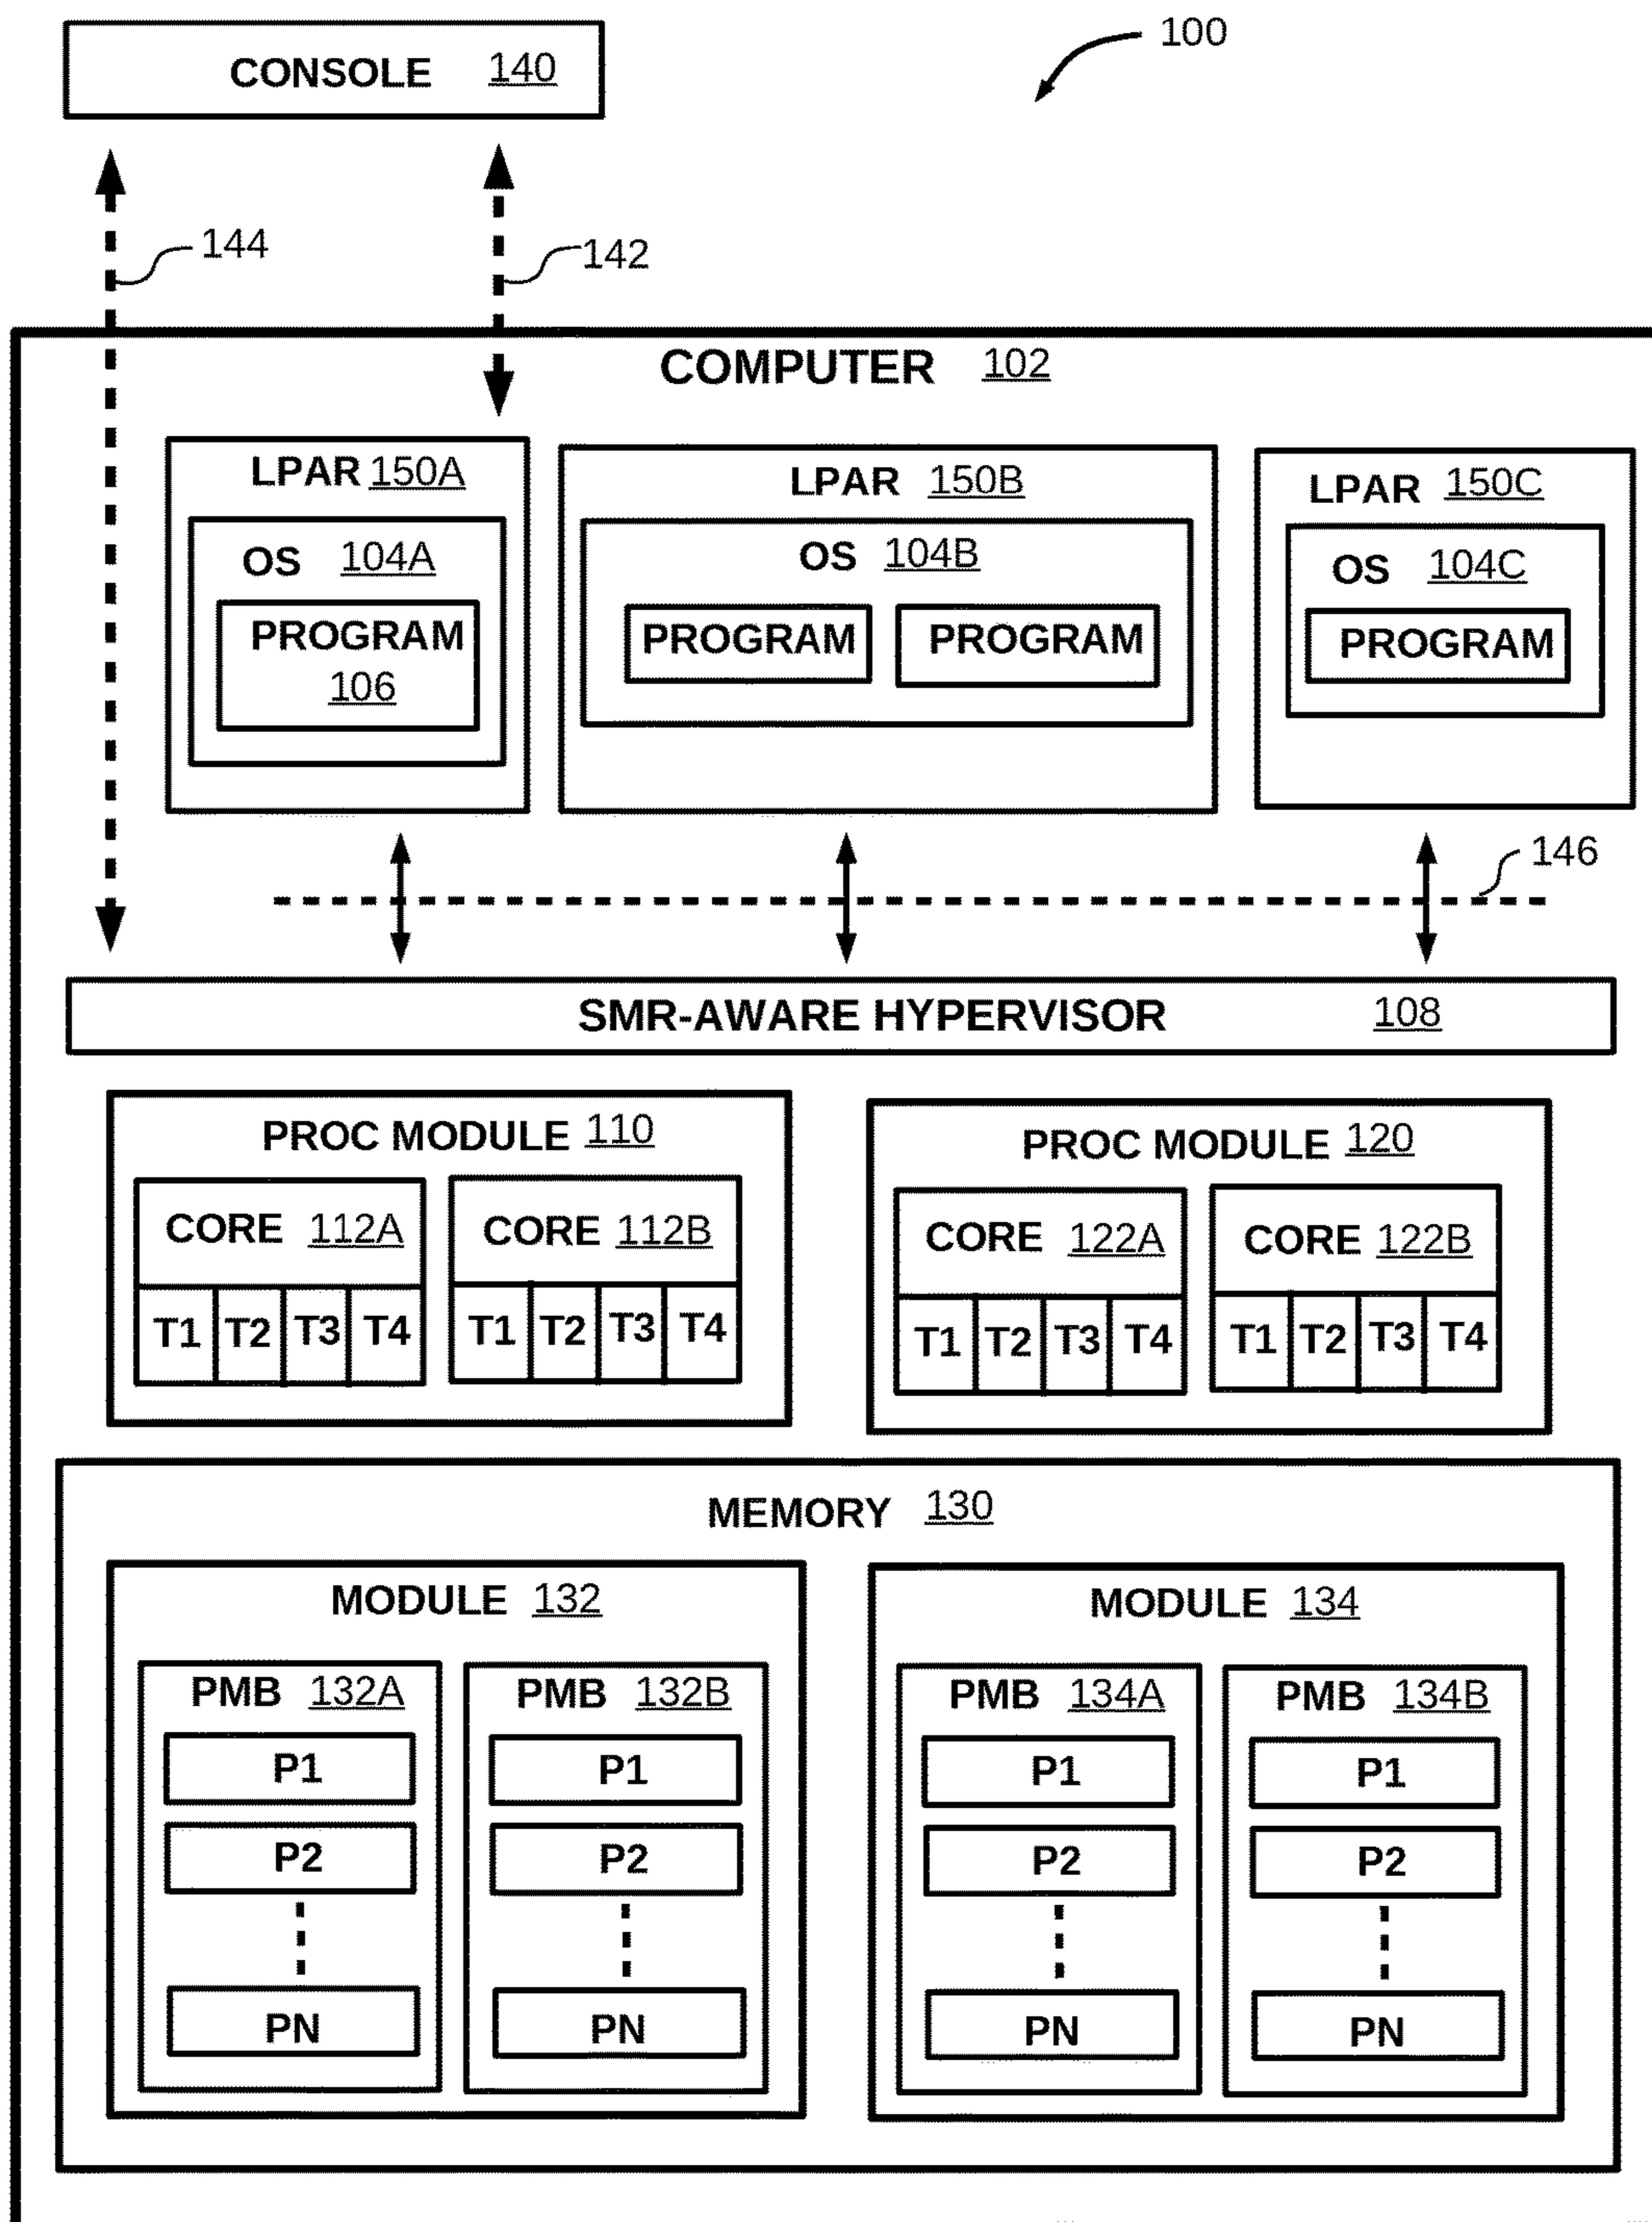 100
CONSOLE 140
144
142
COMPUTER 102
LPAR 150A
OS 104A
PROGRAM
106
LPAR 150B
OS 104B
PROGRAM
PROGRAM
LPAR 150C
OS 104C
PROGRAM
146
SMR-AWARE HYPERVISOR 108
PROC MODULE 110
CORE 112A
T1 T2 T3 T4
CORE 112B
T1 T2 T3 T4
PROC MODULE 120
CORE 122A
T1 T2 T3 T4
CORE 122B
T1 T2 T3 T4
MEMORY 130
MODULE 132
PMB 132A
P1
P2
PN
PMB 132B
P1
P2
PN
MODULE 134
PMB 134A
P1
P2
PN
PMB 134B
P1
P2
PN